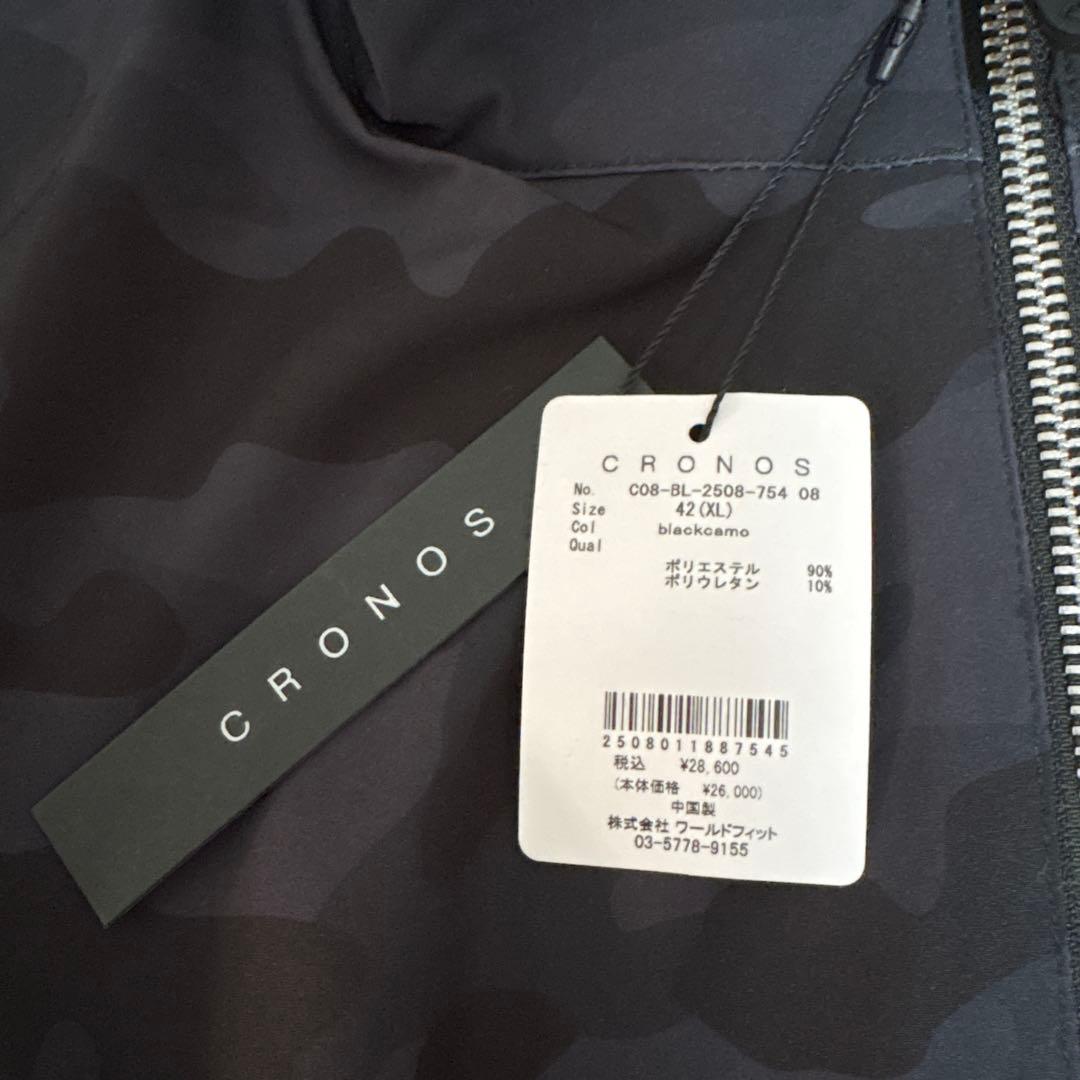 CRONOS
CRONOS
No. C08-BL-2508-754 08
Size 42(XL)
Col blackcamo
Qual
ポリエステル 90%
ポリウレタン 10%
2508011887545
税込 ¥28,600
(本体価格 ¥26,000)
中国製
株式会社 ワールドフィット
03-5778-9155